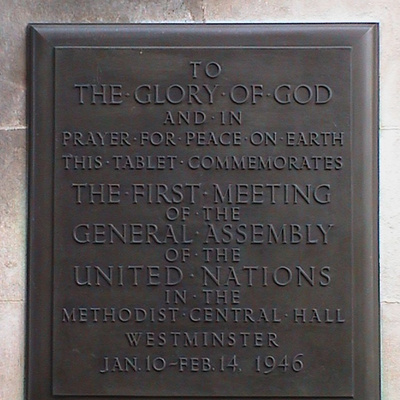 TO
THE·GLORY·OF·GOD
AND·IN
PRAYER·FOR·PEACE·ON·EARTH
THIS·TABLET·COMMEMORATES
THE·FIRST·MEETING
OF·THE
GENERAL·ASSEMBLY
OF·THE
UNITED·NATIONS
IN·THE
METHODIST·CENTRAL·HALL
WESTMINSTER
JAN.10–FEB.14. 1946